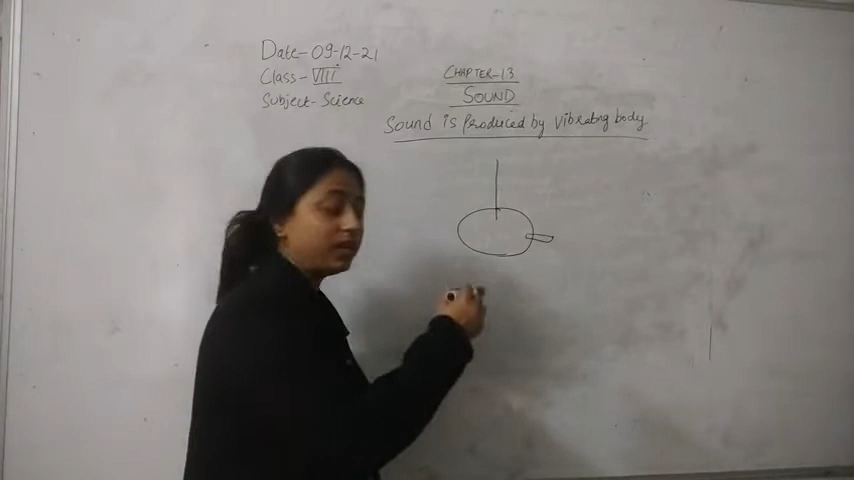 Date-09-12-21
Class-VIII
Subject-Science
CHAPTER-13
SOUND
Sound is Produced by vibrating body.